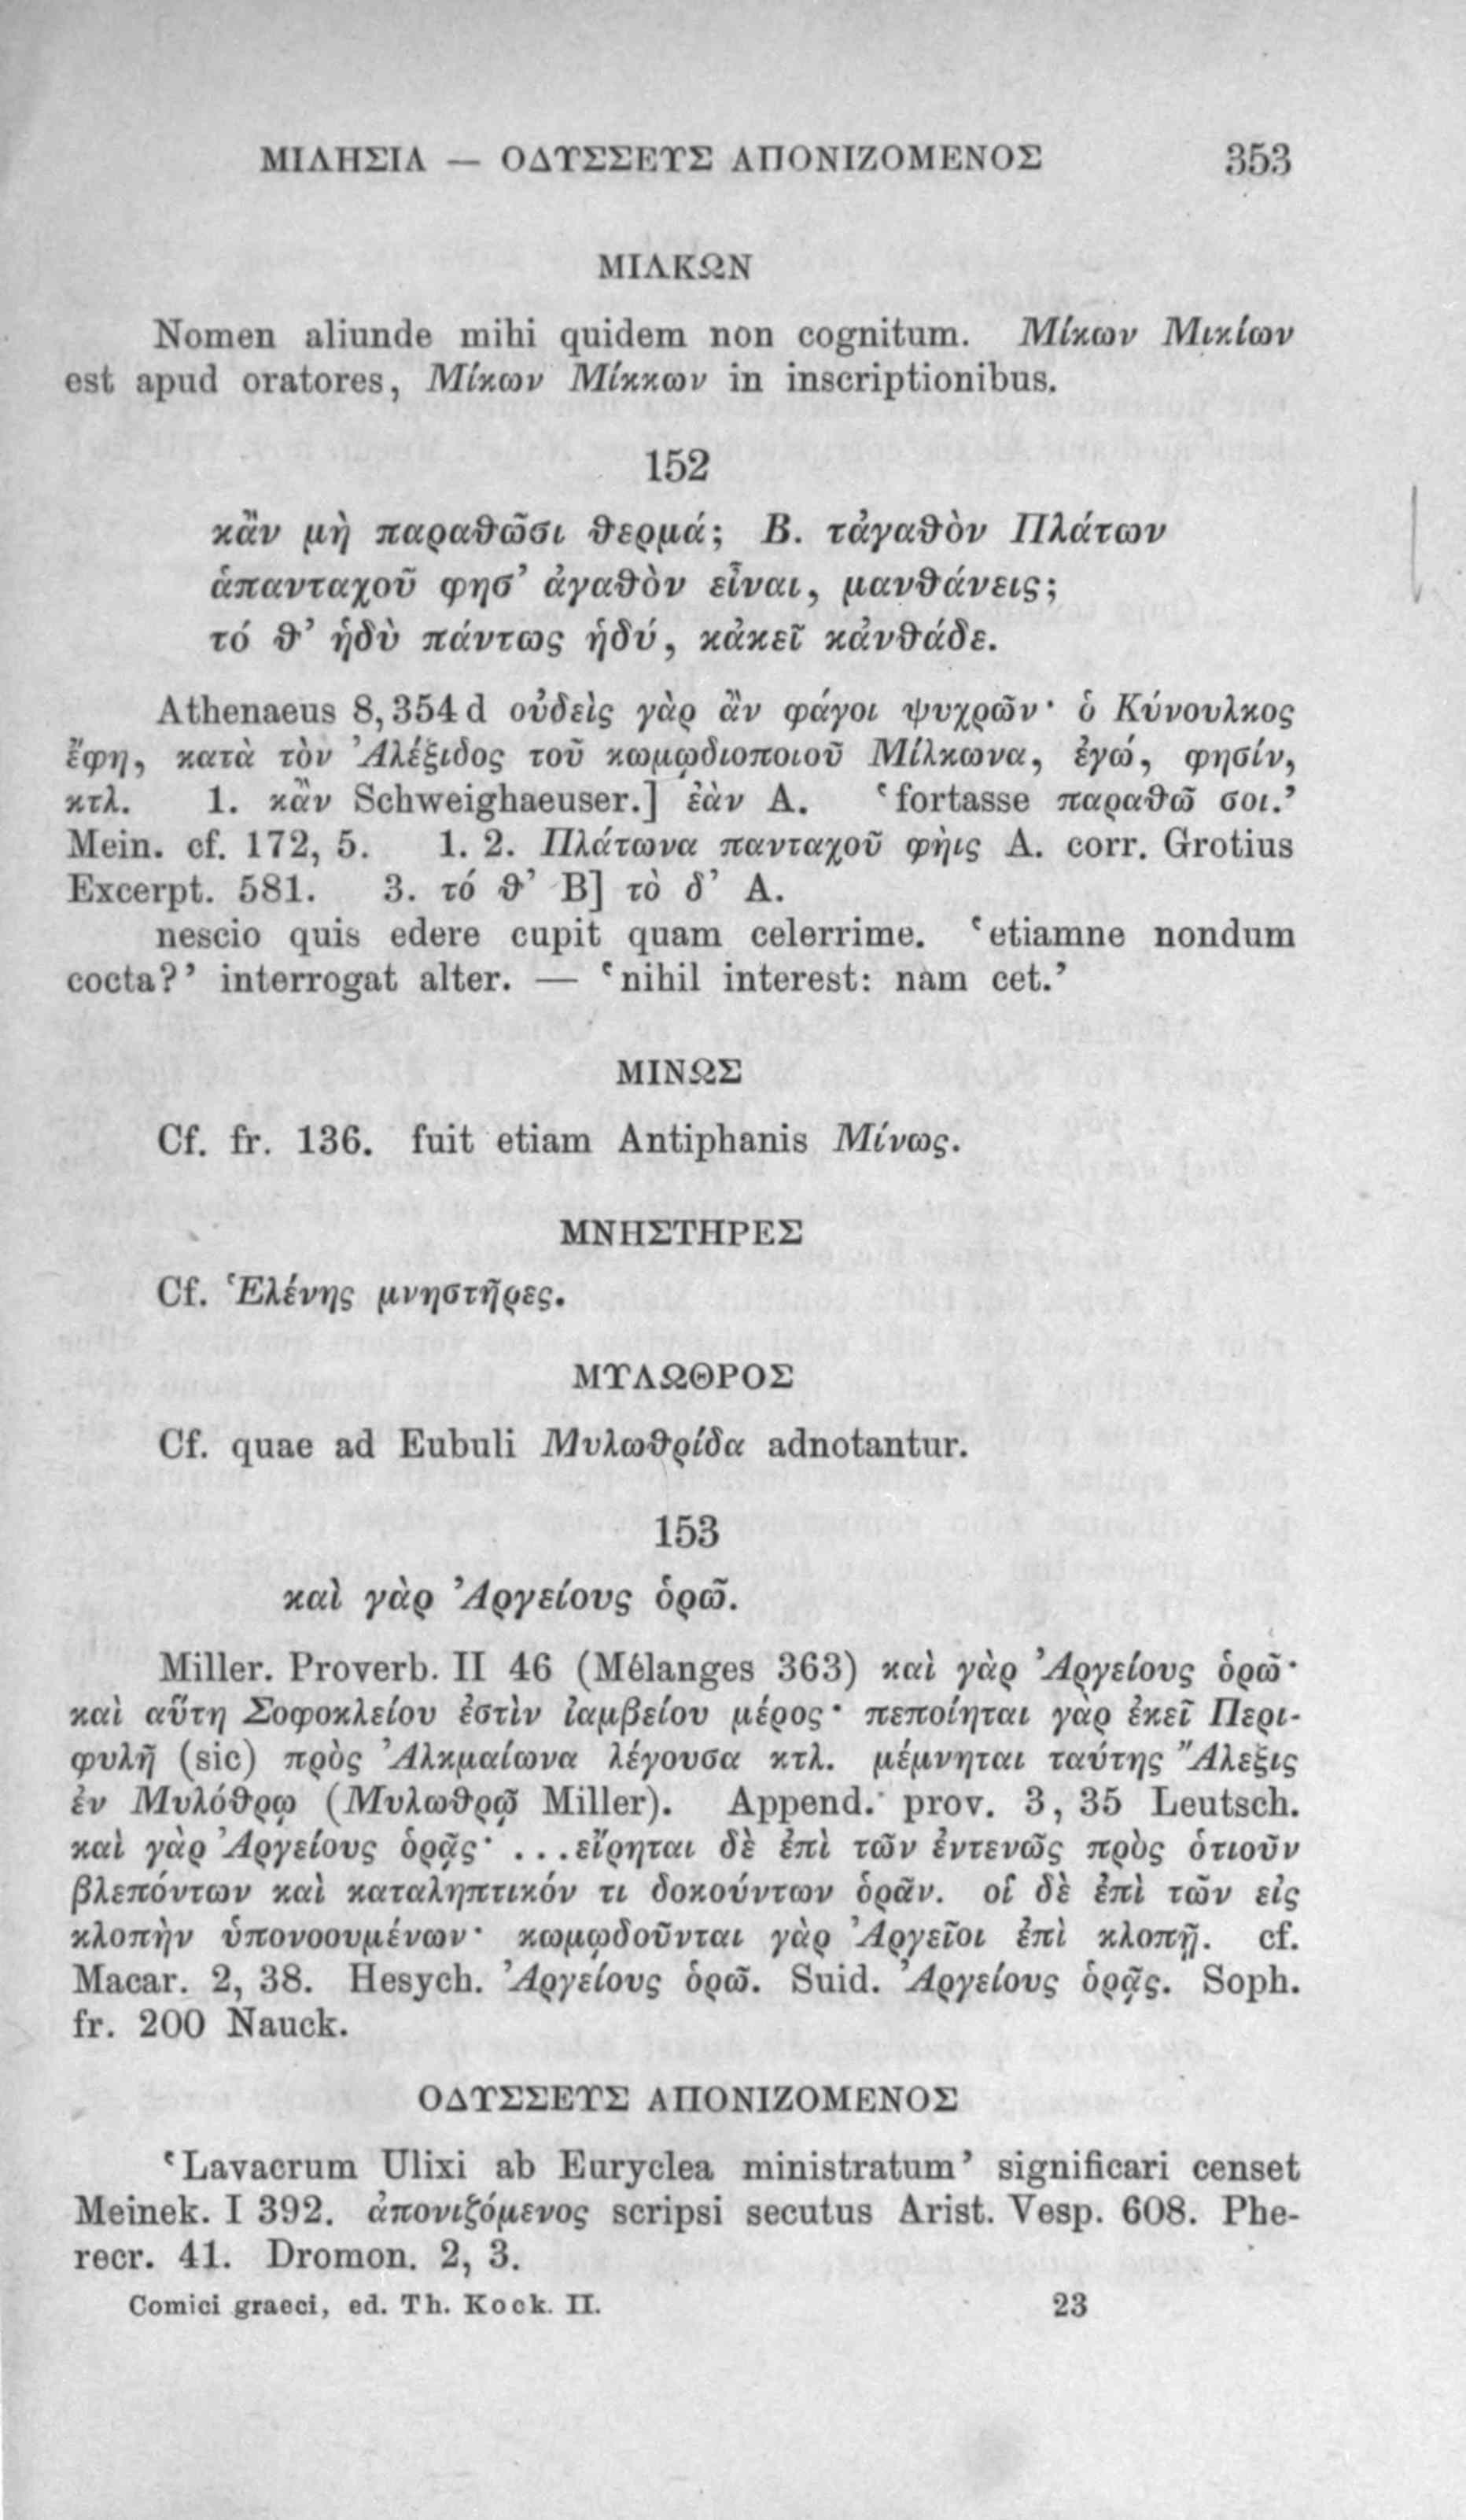 ΜΙΛΗΣΙΑ — ΟΔΥΣΣΕΥΣ ΑΠΟΝΙΖΟΜΕΝΟΣ 353
ΜΙΛΚΩΝ
Nomen aliunde mihi quidem non cognitum. Μίκων Μικίων
est apud oratores, Μίκων Μίκκων in inscriptionibus.
152
κἂν μὴ παραθῶσι θερμά; Β. τἀγαθὸν Πλάτων
ἁπανταχοῦ φησ’ ἀγαθὸν εἶναι, μανθάνεις;
τό θ’ ἡδὺ πάντως ἡδύ, κἀκεῖ κἀνθάδε.
Athenaeus 8, 354 d οὐδεὶς γὰρ ἂν φάγοι ψυχρῶν· ὁ Κύνουλκος
ἔφη, κατὰ τὸν Ἀλέξιδος τοῦ κωμῳδιοποιοῦ Μίλκωνα, ἐγώ, φησίν,
κτλ. 1. κἂν Schweighaeuser.] ἐὰν A. ‘fortasse παραθῶ σοι.’
Mein. cf. 172, 5. 1. 2. Πλάτωνα πανταχοῦ φὴις A. corr. Grotius
Excerpt. 581. 3. τό θ’ B] τὸ δ’ A.
nescio quis edere cupit quam celerrime. ‘etiamne nondum
cocta?’ interrogat alter. — ‘nihil interest: nam cet.’
ΜΙΝΩΣ
Cf. fr. 136. fuit etiam Antiphanis Μίνως.
ΜΝΗΣΤΗΡΕΣ
Cf. Ἑλένης μνηστῆρες.
ΜΥΛΩΘΡΟΣ
Cf. quae ad Eubuli Μυλωθρίδα adnotantur.
153
καὶ γὰρ Ἀργείους ὁρῶ.
Miller. Proverb. II 46 (Mélanges 363) καὶ γὰρ Ἀργείους ὁρῶ·
καὶ αὕτη Σοφοκλείου ἐστὶν ἰαμβείου μέρος· πεποίηται γὰρ ἐκεῖ Περι-
φυλῆ (sic) πρὸς Ἀλκμαίωνα λέγουσα κτλ. μέμνηται ταύτης Ἄλεξις
ἐν Μυλόθρῳ (Μυλωθρῷ Miller). Append. prov. 3, 35 Leutsch.
καὶ γὰρ Ἀργείους ὁρᾷς· ...εἴρηται δὲ ἐπὶ τῶν ἐντενῶς πρὸς ὁτιοῦν
βλεπόντων καὶ καταληπτικόν τι δοκούντων ὁρᾶν. οἱ δὲ ἐπὶ τῶν εἰς
κλοπὴν ὑπονοουμένων· κωμῳδοῦνται γὰρ Ἀργεῖοι ἐπὶ κλοπῇ. cf.
Macar. 2, 38. Hesych. Ἀργείους ὁρῶ. Suid. Ἀργείους ὁρᾷς. Soph.
fr. 200 Nauck.
ΟΔΥΣΣΕΥΣ ΑΠΟΝΙΖΟΜΕΝΟΣ
‘Lavacrum Ulixi ab Euryclea ministratum’ significari censet
Meinek. I 392. ἀπονιζόμενος scripsi secutus Arist. Vesp. 608. Phe-
recr. 41. Dromon. 2, 3.
Comici graeci, ed. Th. Kock. II. 23